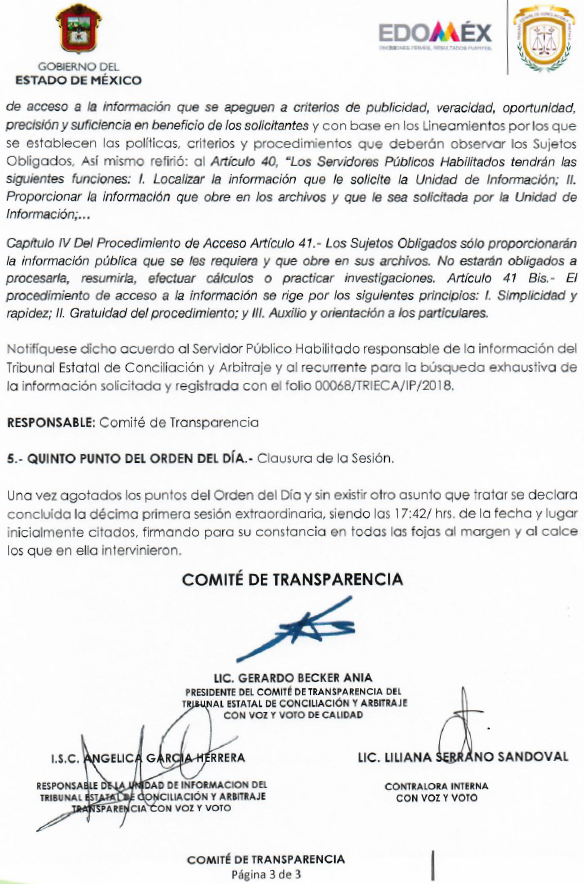 GOBIERNO DEL
ESTADO DE MÉXICO
EDOMÉX
DECISIONES FIRMES, RESULTADOS FUERTES.
de acceso a la información que se apeguen a criterios de publicidad, veracidad, oportunidad,
precisión y suficiencia en beneficio de los solicitantes y con base en los Lineamientos por los que
se establecen las políticas, criterios y procedimientos que deberán observar los Sujetos
Obligados, Así mismo refirió: al Artículo 40, “Los Servidores Públicos Habilitados tendrán las
siguientes funciones: I. Localizar la información que le solicite la Unidad de Información; II.
Proporcionar la información que obre en los archivos y que le sea solicitada por la Unidad de
Información;...
Capítulo IV Del Procedimiento de Acceso Artículo 41.- Los Sujetos Obligados sólo proporcionarán
la información pública que se les requiera y que obre en sus archivos. No estarán obligados a
procesarla, resumirla, efectuar cálculos o practicar investigaciones. Artículo 41 Bis.- El
procedimiento de acceso a la información se rige por los siguientes principios: I. Simplicidad y
rapidez; II. Gratuidad del procedimiento; y III. Auxilio y orientación a los particulares.
Notifíquese dicho acuerdo al Servidor Público Habilitado responsable de la información del
Tribunal Estatal de Conciliación y Arbitraje y al recurrente para la búsqueda exhaustiva de
la información solicitada y registrada con el folio 00068/TRIECA/IP/2018.
RESPONSABLE: Comité de Transparencia
5.- QUINTO PUNTO DEL ORDEN DEL DÍA.- Clausura de la Sesión.
Una vez agotados los puntos del Orden del Día y sin existir otro asunto que tratar se declara
concluida la décima primera sesión extraordinaria, siendo las 17:42/ hrs. de la fecha y lugar
inicialmente citados, firmando para su constancia en todas las fojas al margen y al calce
los que en ella intervinieron.
COMITÉ DE TRANSPARENCIA
LIC. GERARDO BECKER ANIA
PRESIDENTE DEL COMITÉ DE TRANSPARENCIA DEL
TRIBUNAL ESTATAL DE CONCILIACIÓN Y ARBITRAJE
CON VOZ Y VOTO DE CALIDAD
I.S.C. ANGELICA GARCIA HERRERA
RESPONSABLE DE LA UNIDAD DE INFORMACION DEL
TRIBUNAL ESTATAL DE CONCILIACIÓN Y ARBITRAJE
TRANSPARENCIA CON VOZ Y VOTO
LIC. LILIANA SERRANO SANDOVAL
CONTRALORA INTERNA
CON VOZ Y VOTO
COMITÉ DE TRANSPARENCIA
Página 3 de 3